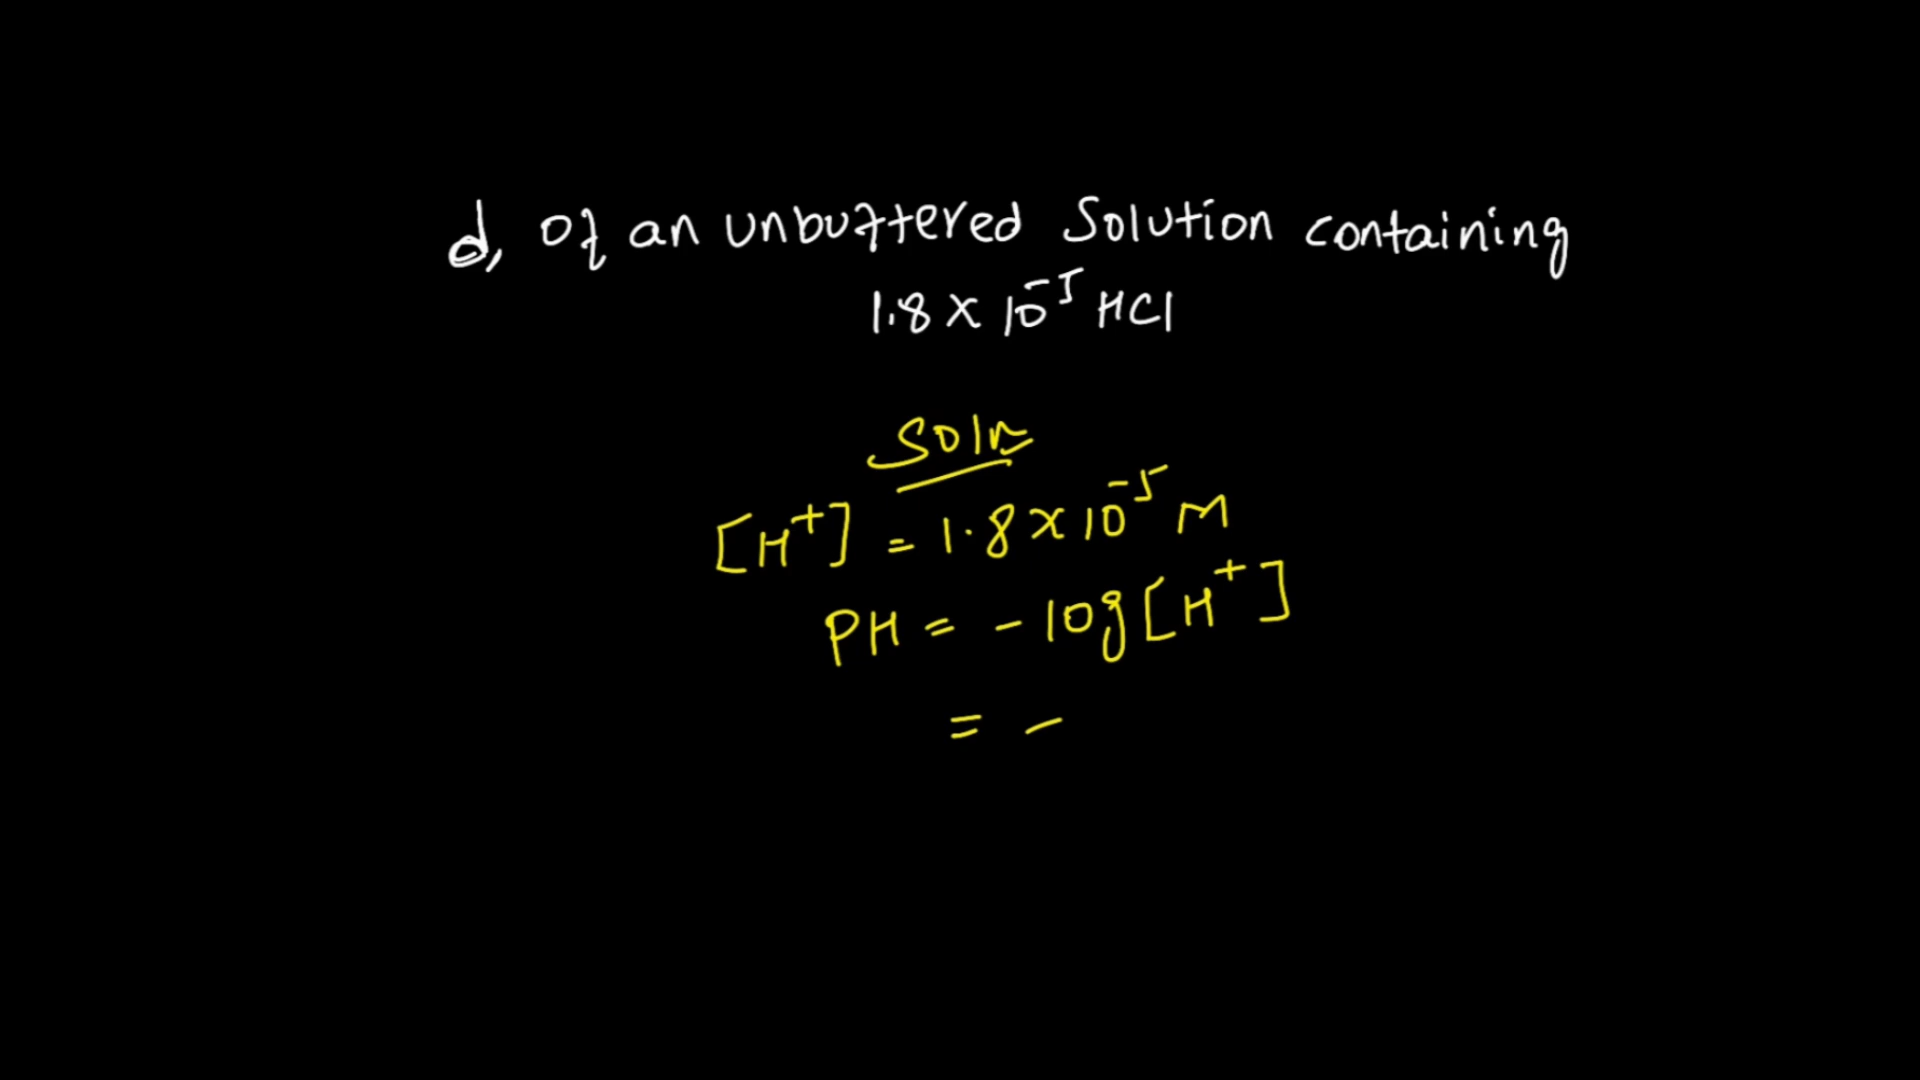 d, Of an unbuffered Solution containing
1.8 X 10⁻⁵ HCl
Soln
[H⁺] = 1.8 x 10⁻⁵ M
PH = - log[H⁺]
= -